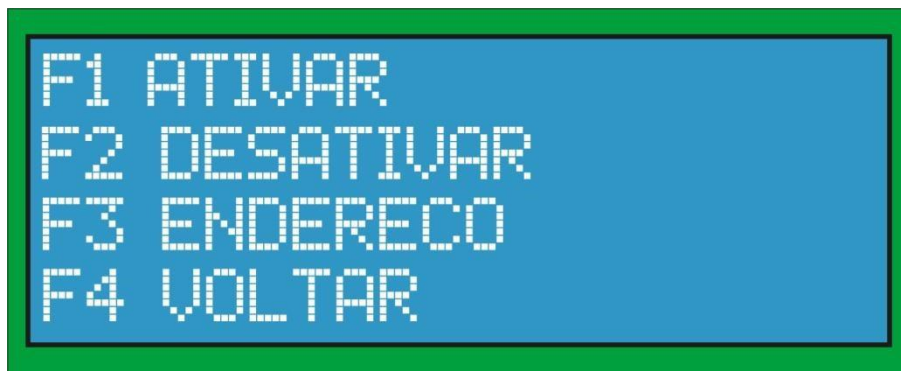 F1 ATIVAR
F2 DESATIVAR
F3 ENDERECO
F4 VOLTAR